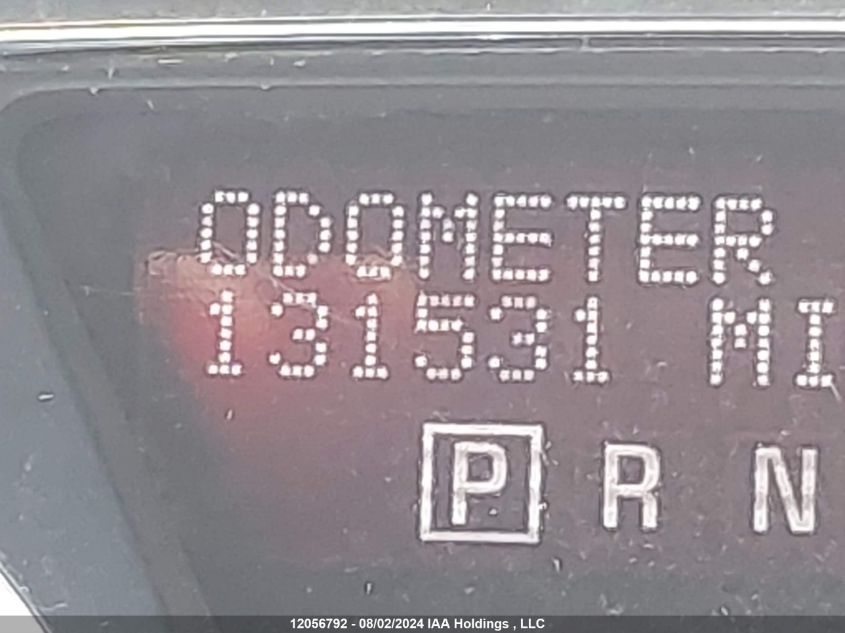 ODOMETER
131531 MI
P R N
12056792 - 08/02/2024 IAA Holdings , LLC